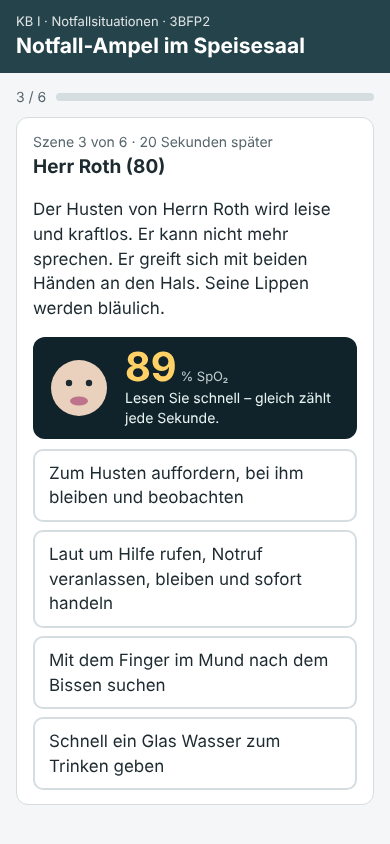 KB I · Notfallsituationen · 3BFP2
Notfall-Ampel im Speisesaal
3 / 6
Szene 3 von 6 · 20 Sekunden später
Herr Roth (80)
Der Husten von Herrn Roth wird leise
und kraftlos. Er kann nicht mehr
sprechen. Er greift sich mit beiden
Händen an den Hals. Seine Lippen
werden bläulich.
89 % SpO₂
Lesen Sie schnell – gleich zählt
jede Sekunde.
Zum Husten auffordern, bei ihm
bleiben und beobachten
Laut um Hilfe rufen, Notruf
veranlassen, bleiben und sofort
handeln
Mit dem Finger im Mund nach dem
Bissen suchen
Schnell ein Glas Wasser zum
Trinken geben